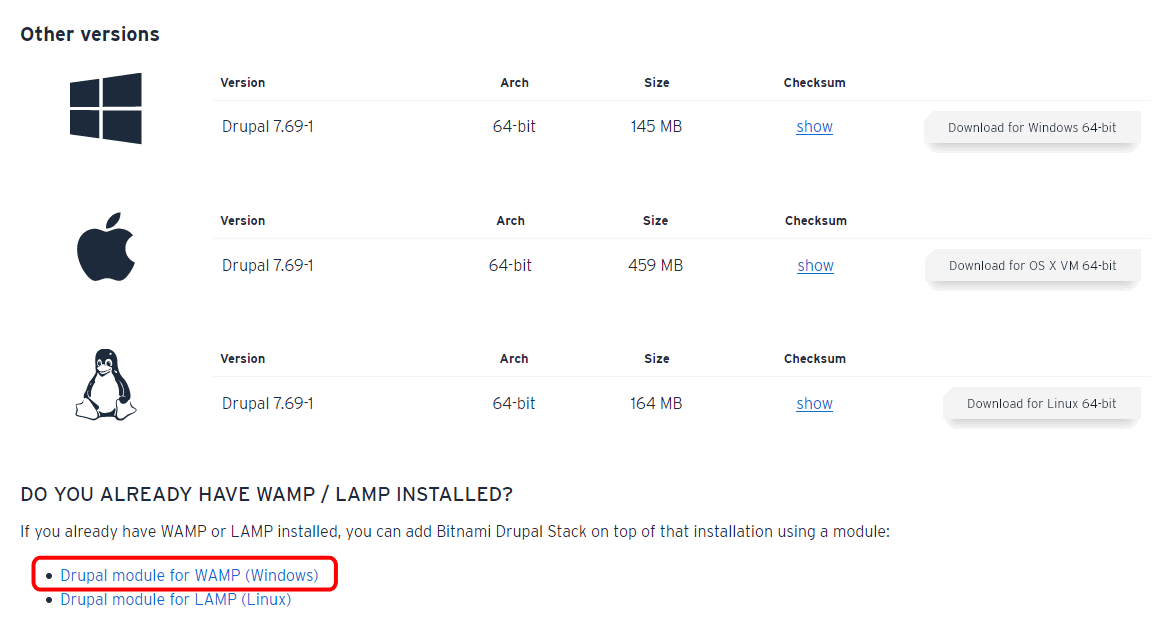 Other versions
Version Arch Size Checksum
Drupal 7.69-1 64-bit 145 MB show Download for Windows 64-bit
Version Arch Size Checksum
Drupal 7.69-1 64-bit 459 MB show Download for OS X VM 64-bit
Version Arch Size Checksum
Drupal 7.69-1 64-bit 164 MB show Download for Linux 64-bit
DO YOU ALREADY HAVE WAMP / LAMP INSTALLED?
If you already have WAMP or LAMP installed, you can add Bitnami Drupal Stack on top of that installation using a module:
• Drupal module for WAMP (Windows)
• Drupal module for LAMP (Linux)